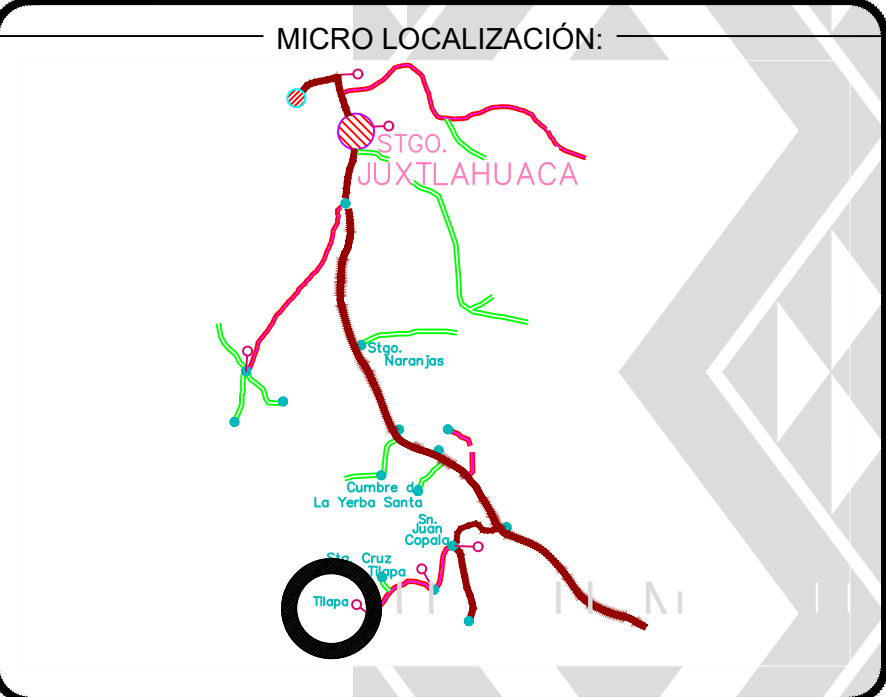 MICRO LOCALIZACIÓN:
STGO.
JUXTLAHUACA
Stgo.
Naranjas
Cumbre de
La Yerba Santa
Sn.
Juan
Copala
Sta. Cruz
Tilapa
Tilapa